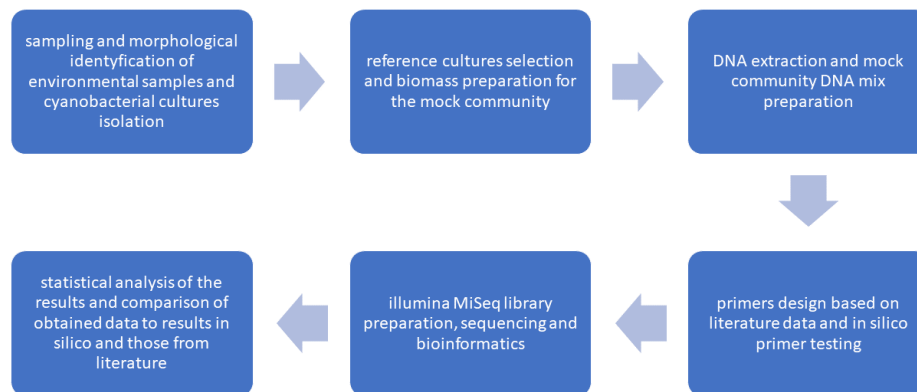 sampling and morphological
identyfication of
environmental samples and
cyanobacterial cultures
isolation
reference cultures selection
and biomass preparation for
the mock community
DNA extraction and mock
community DNA mix
preparation
primers design based on
literature data and in silico
primer testing
illumina MiSeq library
preparation, sequencing and
bioinformatics
statistical analysis of the
results and comparison of
obtained data to results in
silico and those from
literature